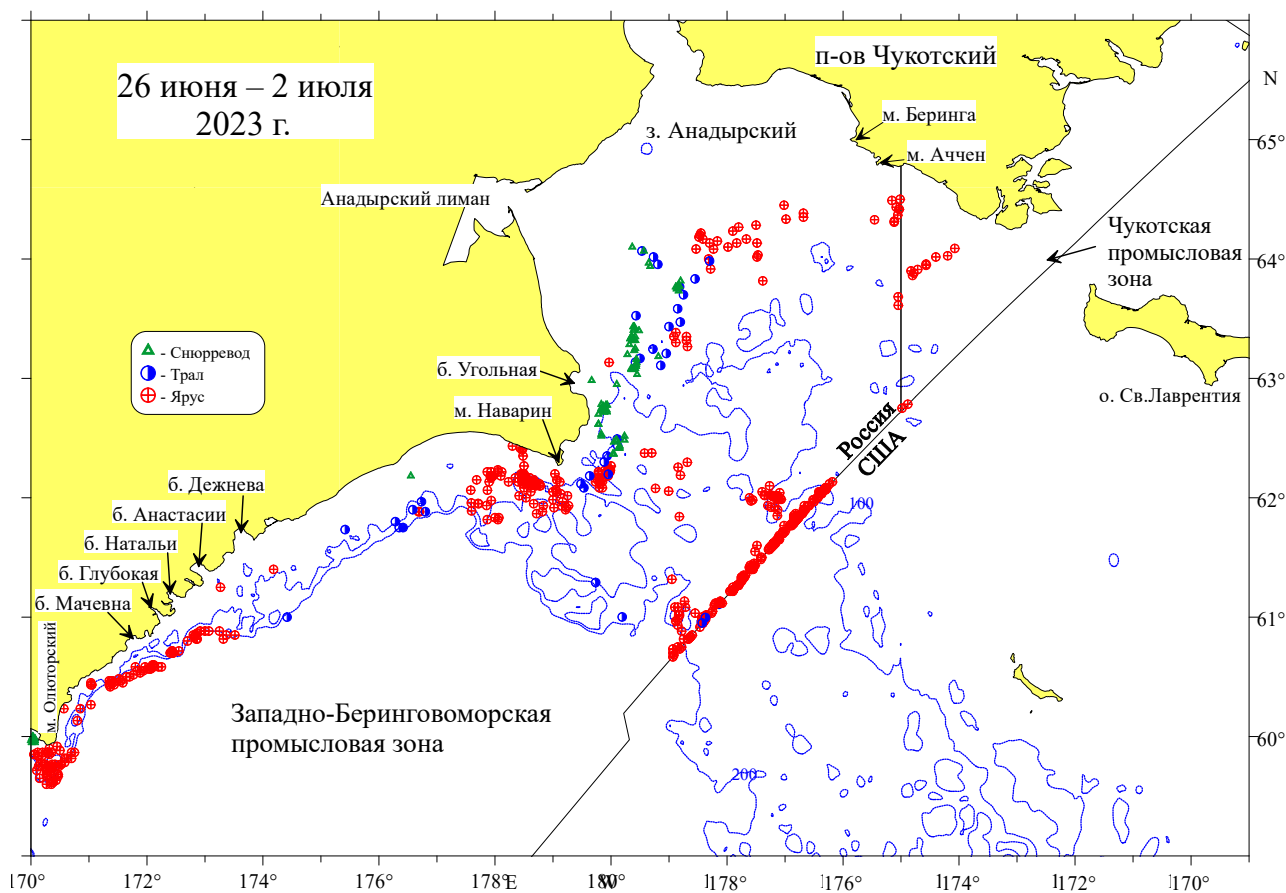 26 июня – 2 июля
2023 г.
п-ов Чукотский
м. Беринга
з. Анадырский
м. Аччен
Анадырский лиман
Чукотская
промысловая
зона
- Снюрревод
- Трал
- Ярус
б. Угольная
м. Наварин
о. Св.Лаврентия
Россия
США
б. Дежнева
б. Анастасии
б. Натальи
б. Глубокая
б. Мачевна
м. Олюторский
Западно-Беринговоморская
промысловая зона
100
200
N
65°
64°
63°
62°
61°
60°
170
172
174
176
178
E
180
W
178
176
174
172
170°